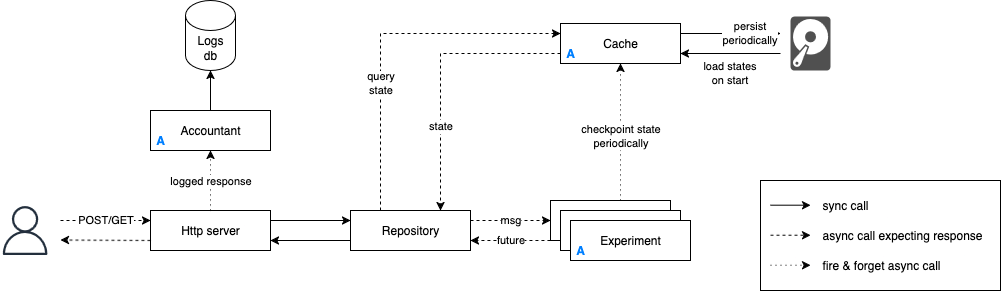 Logs
db
Accountant
A
logged response
POST/GET
Http server
query
state
state
Repository
msg
future
Cache
A
persist
periodically
load states
on start
checkpoint state
periodically
Experiment
A
sync call
async call expecting response
fire & forget async call